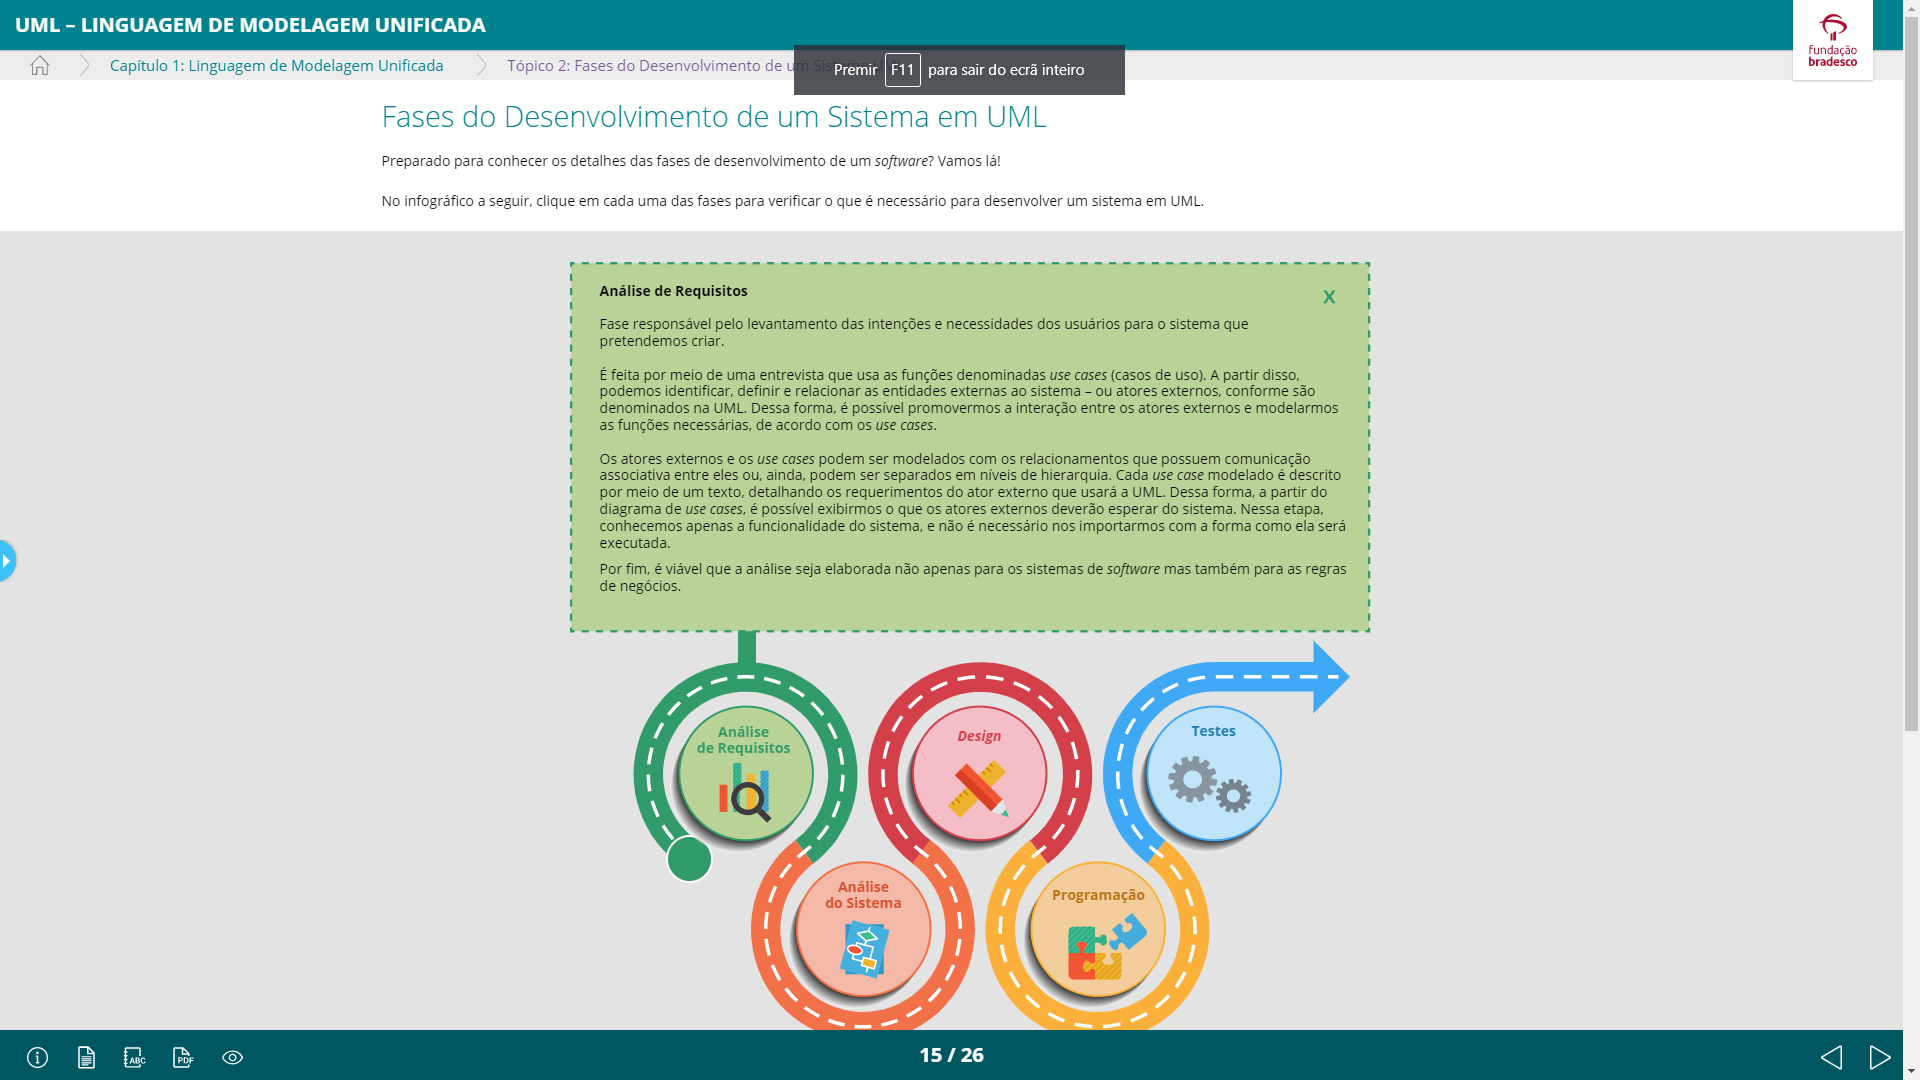 UML – LINGUAGEM DE MODELAGEM UNIFICADA
fundação
bradesco
Capítulo 1: Linguagem de Modelagem Unificada
Tópico 2: Fases do Desenvolvimento de um
Premir F11 para sair do ecrã inteiro
Fases do Desenvolvimento de um Sistema em UML
Preparado para conhecer os detalhes das fases de desenvolvimento de um software? Vamos lá!
No infográfico a seguir, clique em cada uma das fases para verificar o que é necessário para desenvolver um sistema em UML.
Análise de Requisitos
X
Fase responsável pelo levantamento das intenções e necessidades dos usuários para o sistema que
pretendemos criar.
É feita por meio de uma entrevista que usa as funções denominadas use cases (casos de uso). A partir disso,
podemos identificar, definir e relacionar as entidades externas ao sistema – ou atores externos, conforme são
denominados na UML. Dessa forma, é possível promovermos a interação entre os atores externos e modelarmos
as funções necessárias, de acordo com os use cases.
Os atores externos e os use cases podem ser modelados com os relacionamentos que possuem comunicação
associativa entre eles ou, ainda, podem ser separados em níveis de hierarquia. Cada use case modelado é descrito
por meio de um texto, detalhando os requerimentos do ator externo que usará a UML. Dessa forma, a partir do
diagrama de use cases, é possível exibirmos o que os atores externos deverão esperar do sistema. Nessa etapa,
conhecemos apenas a funcionalidade do sistema, e não é necessário nos importarmos com a forma como ela será
executada.
Por fim, é viável que a análise seja elaborada não apenas para os sistemas de software mas também para as regras
de negócios.
Análise
de Requisitos
Design
Testes
Análise
do Sistema
Programação
ABC
PDF
15 / 26